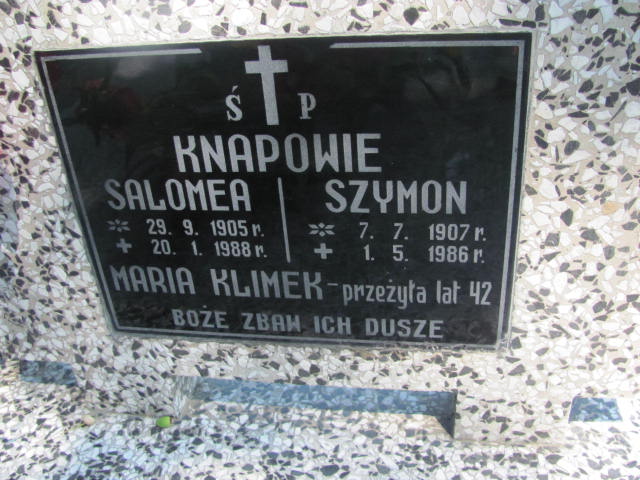 Ś P
KNAPOWIE
SALOMEA SZYMON
29. 9. 1905 r. 7. 7. 1907 r.
20. 1. 1988 r. 1. 5. 1986 r.
MARIA KLIMEK - przeżyła lat 42
BOŻE ZBAW ICH DUSZE